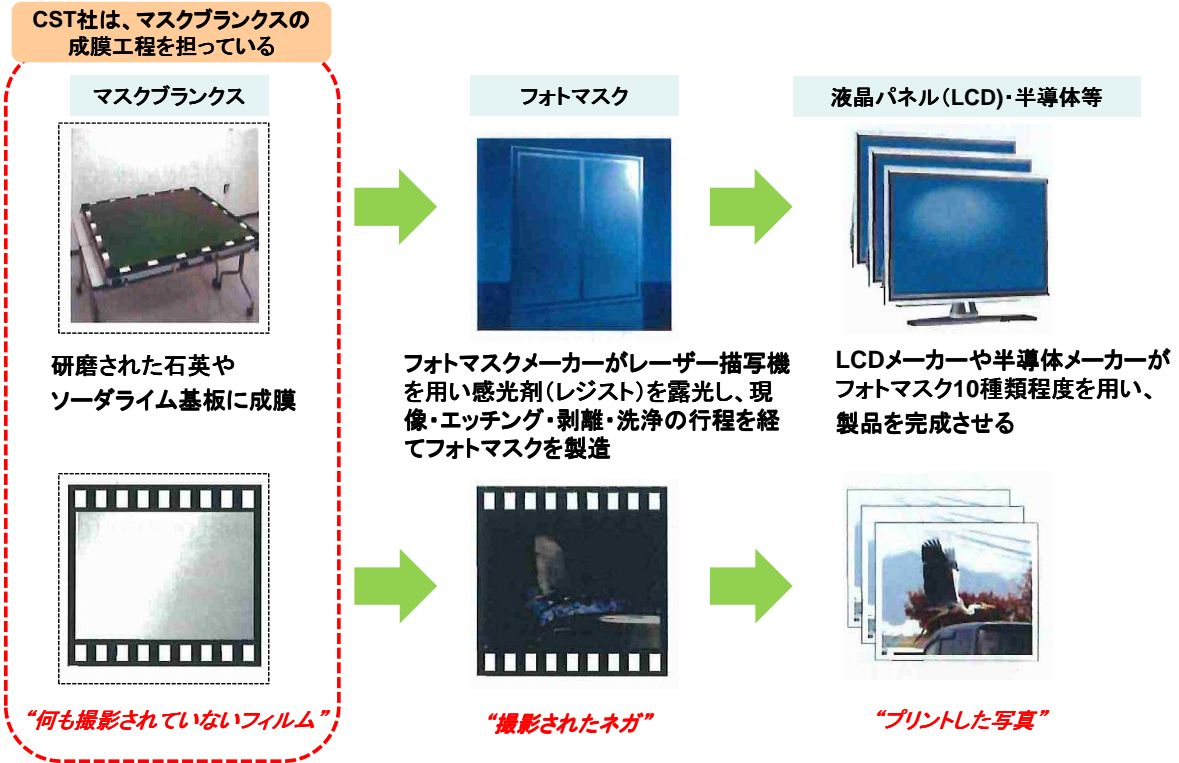 CST社は、マスクブランクスの
成膜工程を担っている
マスクブランクス
フォトマスク
液晶パネル(LCD)・半導体等
研磨された石英や
ソーダライム基板に成膜
フォトマスクメーカーがレーザー描写機
を用い感光剤(レジスト)を露光し、現
像・エッチング・剥離・洗浄の行程を経
てフォトマスクを製造
LCDメーカーや半導体メーカーが
フォトマスク10種類程度を用い、
製品を完成させる
“何も撮影されていないフィルム”
“撮影されたネガ”
“プリントした写真”